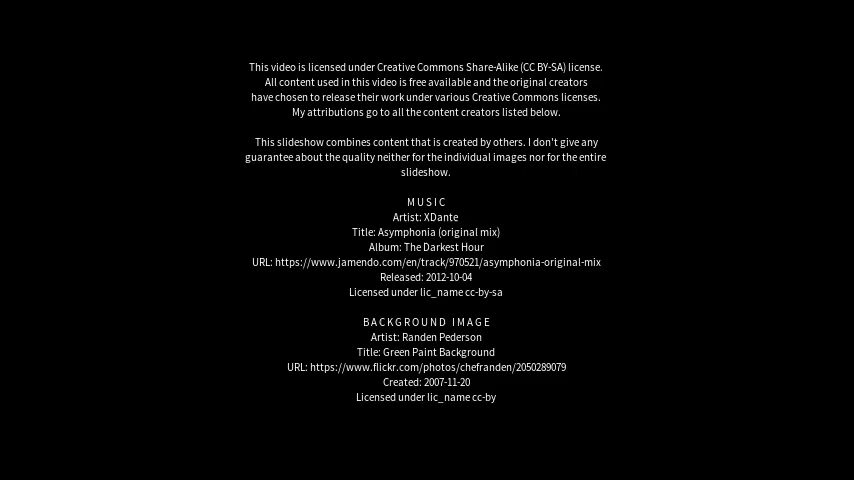 This video is licensed under Creative Commons Share-Alike (CC BY-SA) license.
All content used in this video is free available and the original creators
have chosen to release their work under various Creative Commons licenses.
My attributions go to all the content creators listed below.
This slideshow combines content that is created by others. I don't give any
guarantee about the quality neither for the individual images nor for the entire
slideshow.
MUSIC
Artist: XDante
Title: Asymphonia (original mix)
Album: The Darkest Hour
URL: https://www.jamendo.com/en/track/970521/asymphonia-original-mix
Released: 2012-10-04
Licensed under lic_name cc-by-sa
BACKGROUND IMAGE
Artist: Randen Pederson
Title: Green Paint Background
URL: https://www.flickr.com/photos/chefranden/2050289079
Created: 2007-11-20
Licensed under lic_name cc-by